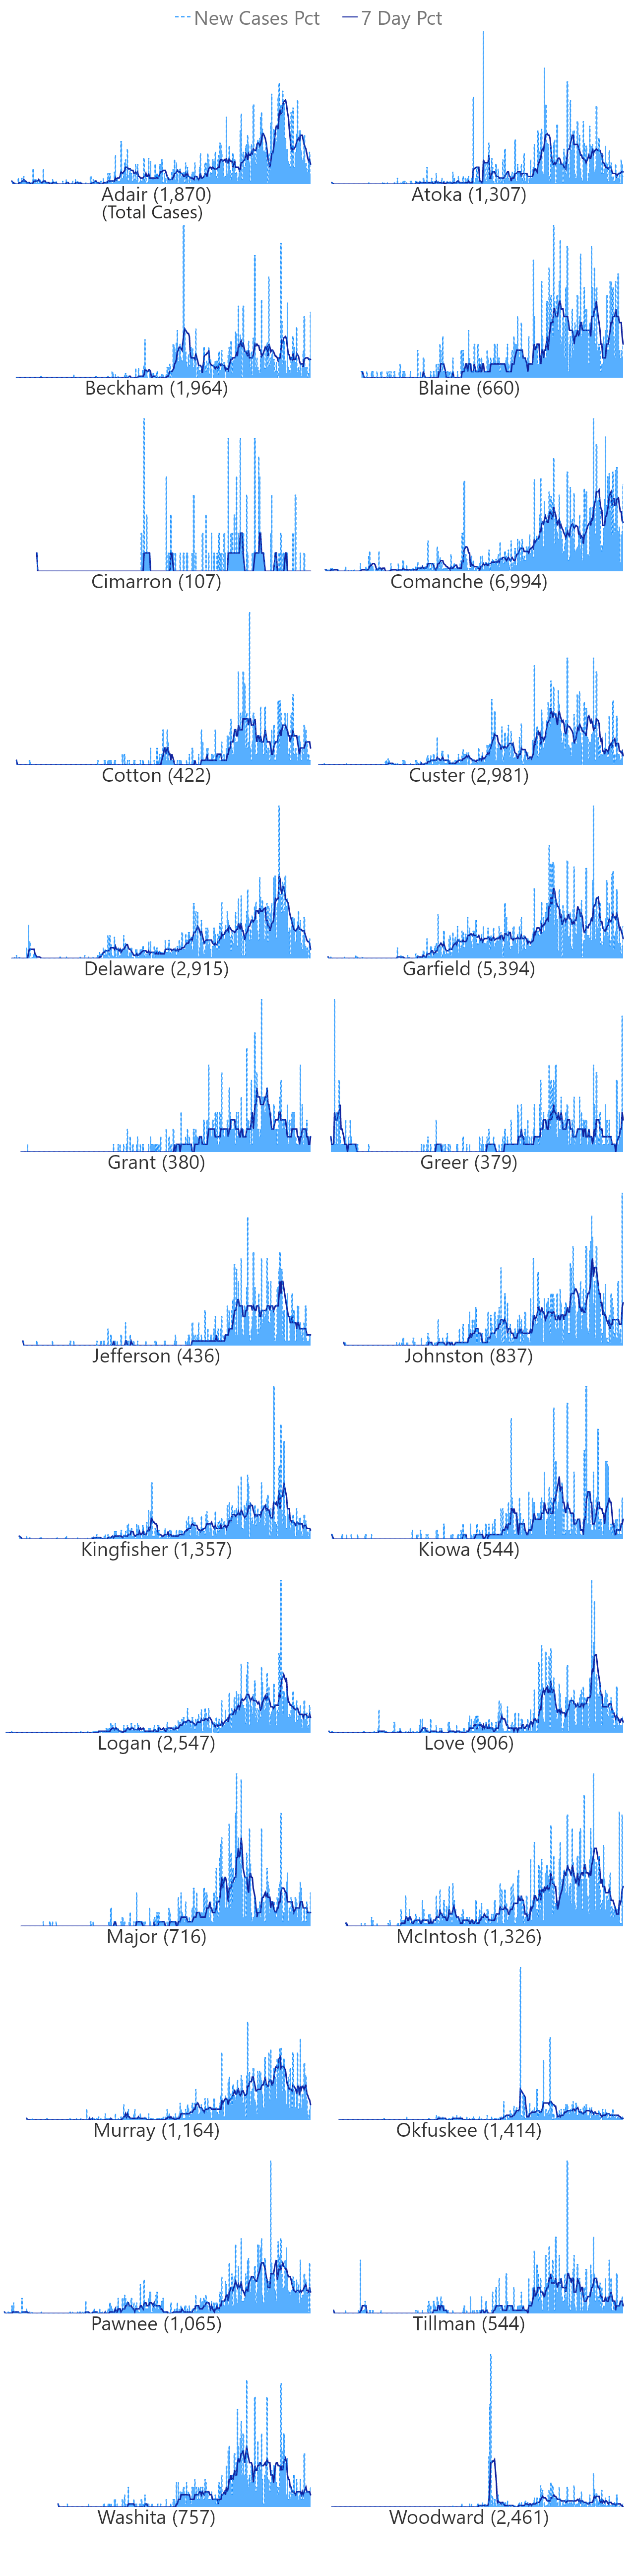 New Cases Pct 7 Day Pct
Adair (1,870) Atoka (1,307)
(Total Cases)
Beckham (1,964) Blaine (660)
Cimarron (107) Comanche (6,994)
Cotton (422) Custer (2,981)
Delaware (2,915) Garfield (5,394)
Grant (380) Greer (379)
Jefferson (436) Johnston (837)
Kingfisher (1,357) Kiowa (544)
Logan (2,547) Love (906)
Major (716) McIntosh (1,326)
Murray (1,164) Okfuskee (1,414)
Pawnee (1,065) Tillman (544)
Washita (757) Woodward (2,461)